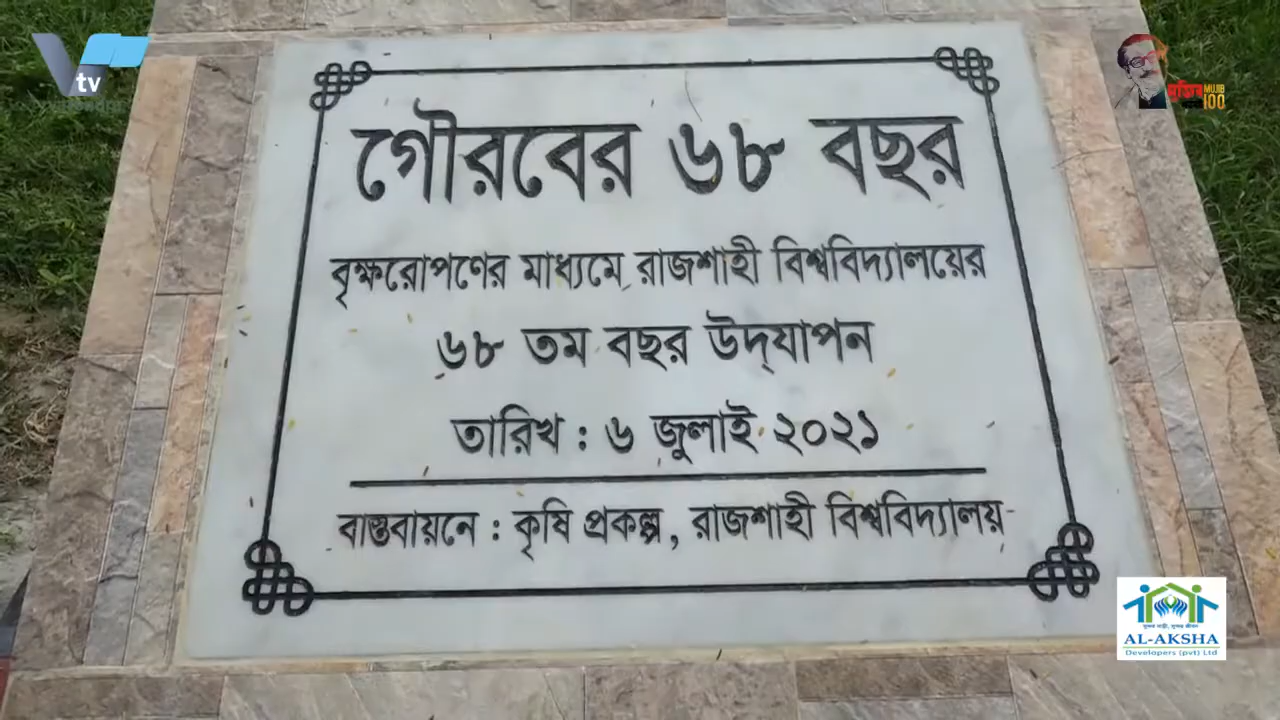 tv
মুজিব MUJIB
100
গৌরবের ৬৮ বছর
বৃক্ষরোপণের মাধ্যমে রাজশাহী বিশ্ববিদ্যালয়ের
৬৮ তম বছর উদ্‌যাপন
তারিখ : ৬ জুলাই ২০২১
বাস্তবায়নে : কৃষি প্রকল্প, রাজশাহী বিশ্ববিদ্যালয়
AL-AKSHA
Developers (pvt) Ltd